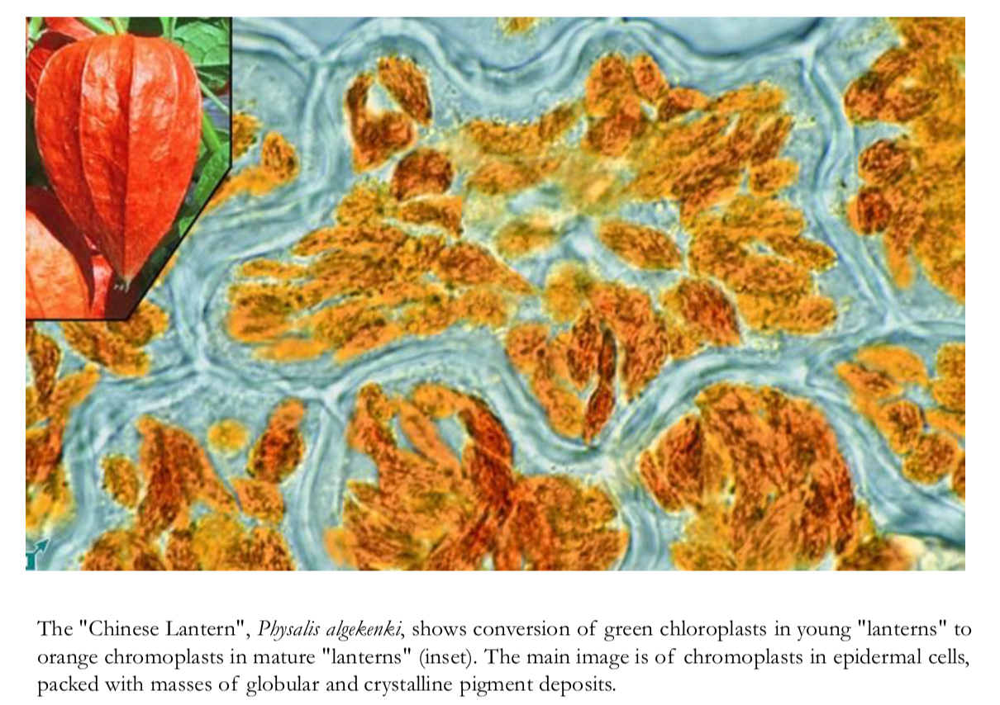 The "Chinese Lantern", Physalis algekenki, shows conversion of green chloroplasts in young "lanterns" to
orange chromoplasts in mature "lanterns" (inset). The main image is of chromoplasts in epidermal cells,
packed with masses of globular and crystalline pigment deposits.